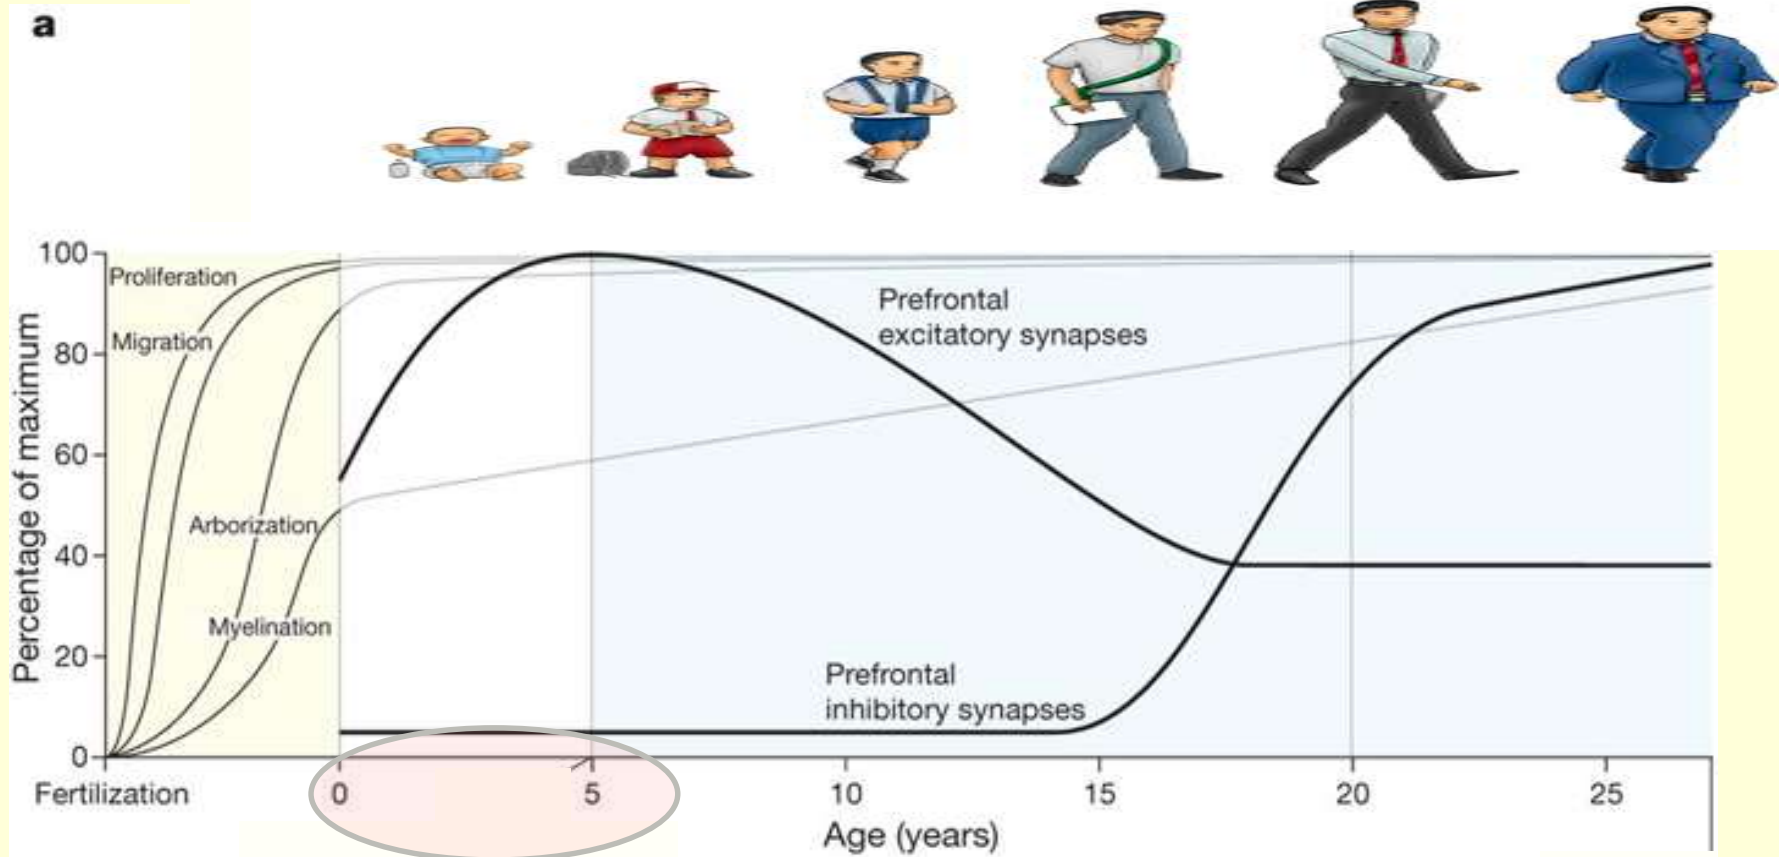 a
100
Proliferation
Migration
80
Prefrontal
excitatory synapses
60
Percentage of maximum
Arborization
40
Myelination
20
Prefrontal
inhibitory synapses
0
Fertilization 0 5 10 15 20 25
Age (years)